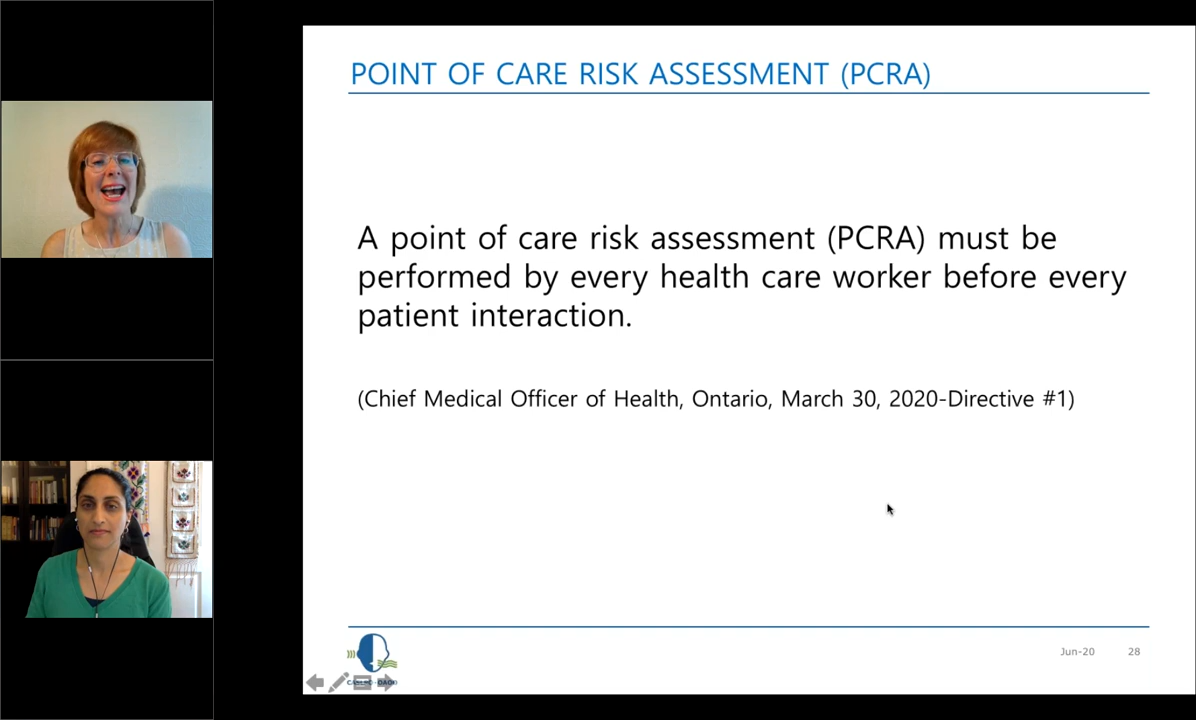 POINT OF CARE RISK ASSESSMENT (PCRA)
A point of care risk assessment (PCRA) must be
performed by every health care worker before every
patient interaction.
(Chief Medical Officer of Health, Ontario, March 30, 2020-Directive #1)
Jun-20 28